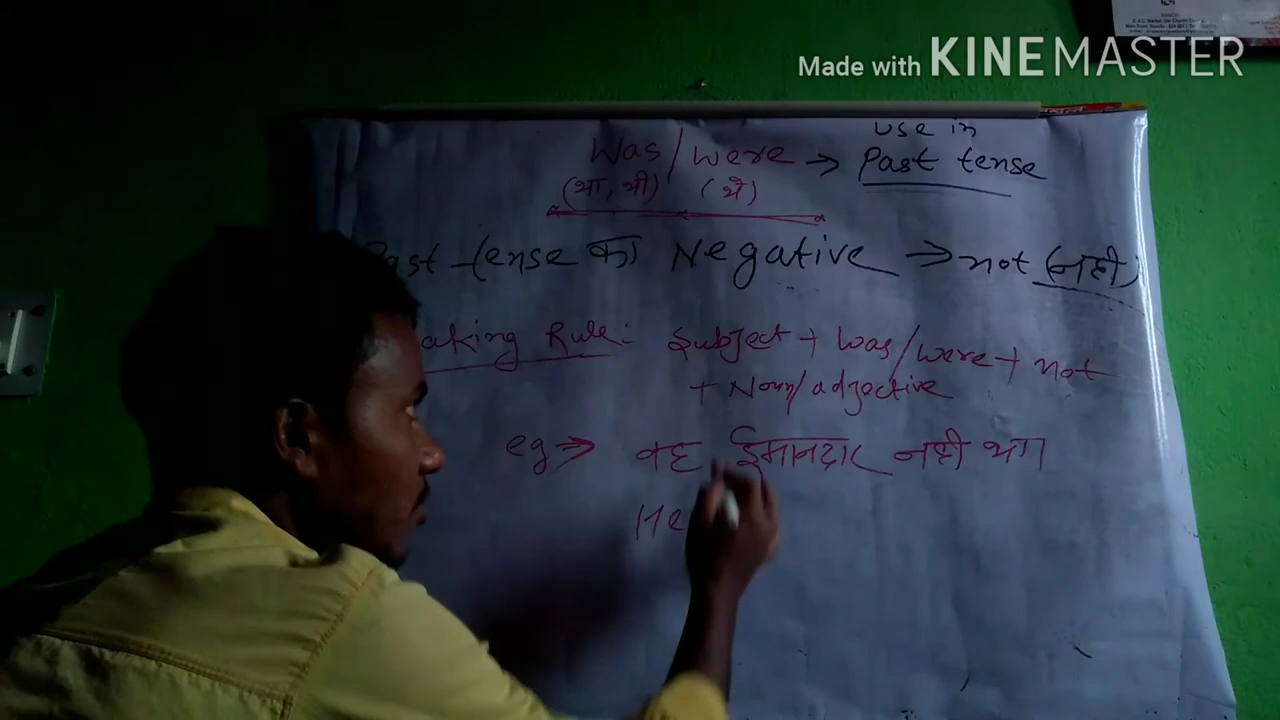 Made with KINEMASTER
use in
Was/were → Past tense
(था, थी) (थे)
Past tense का Negative ⇒ not (नही)
aking Rule: Subject + Was/were + not
+ Noun/adjective
eg ⇒ वह ईमानदार नही था।
He